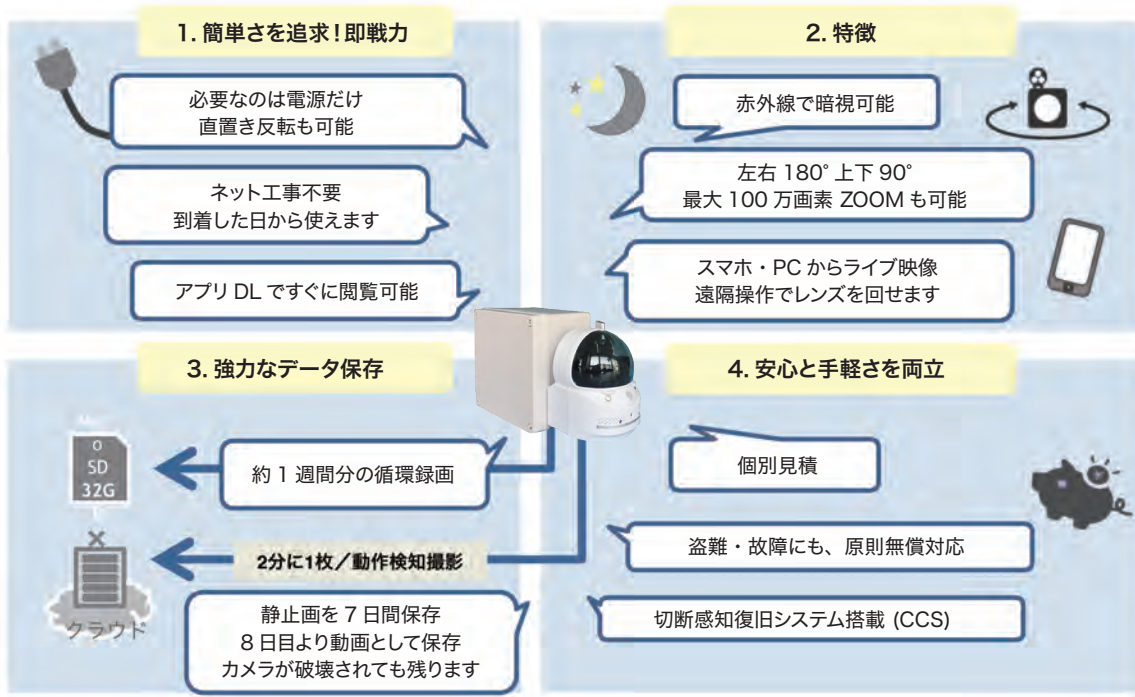 1. 簡単さを追求！即戦力
必要なのは電源だけ
直置き反転も可能
ネット工事不要
到着した日から使えます
アプリ DL ですぐに閲覧可能
2. 特徴
赤外線で暗視可能
左右 180° 上下 90°
最大 100 万画素 ZOOM も可能
スマホ・PC からライブ映像
遠隔操作でレンズを回せます
3. 強力なデータ保存
SD
32G
約 1 週間分の循環録画
2分に1枚／動作検知撮影
クラウド
静止画を 7 日間保存
8 日目より動画として保存
カメラが破壊されても残ります
4. 安心と手軽さを両立
個別見積
盗難・故障にも、原則無償対応
切断感知復旧システム搭載 (CCS)